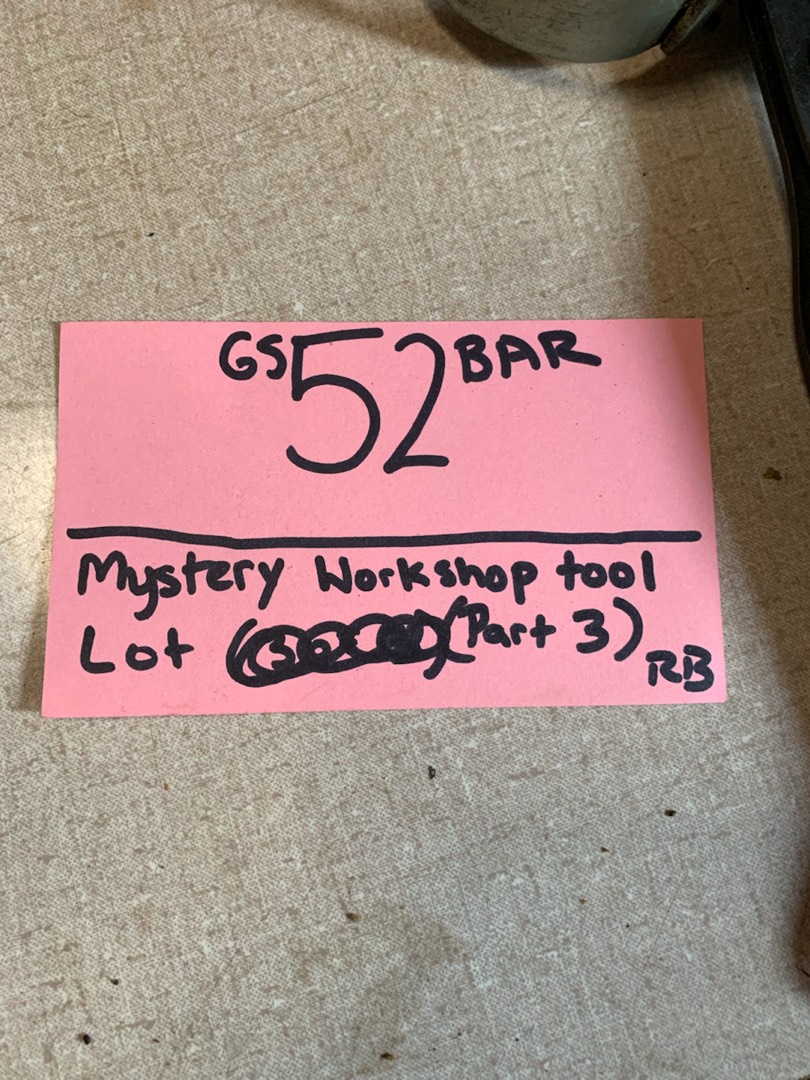 GS 52 BAR
Mystery Workshop tool
Lot (Part 3)
RB